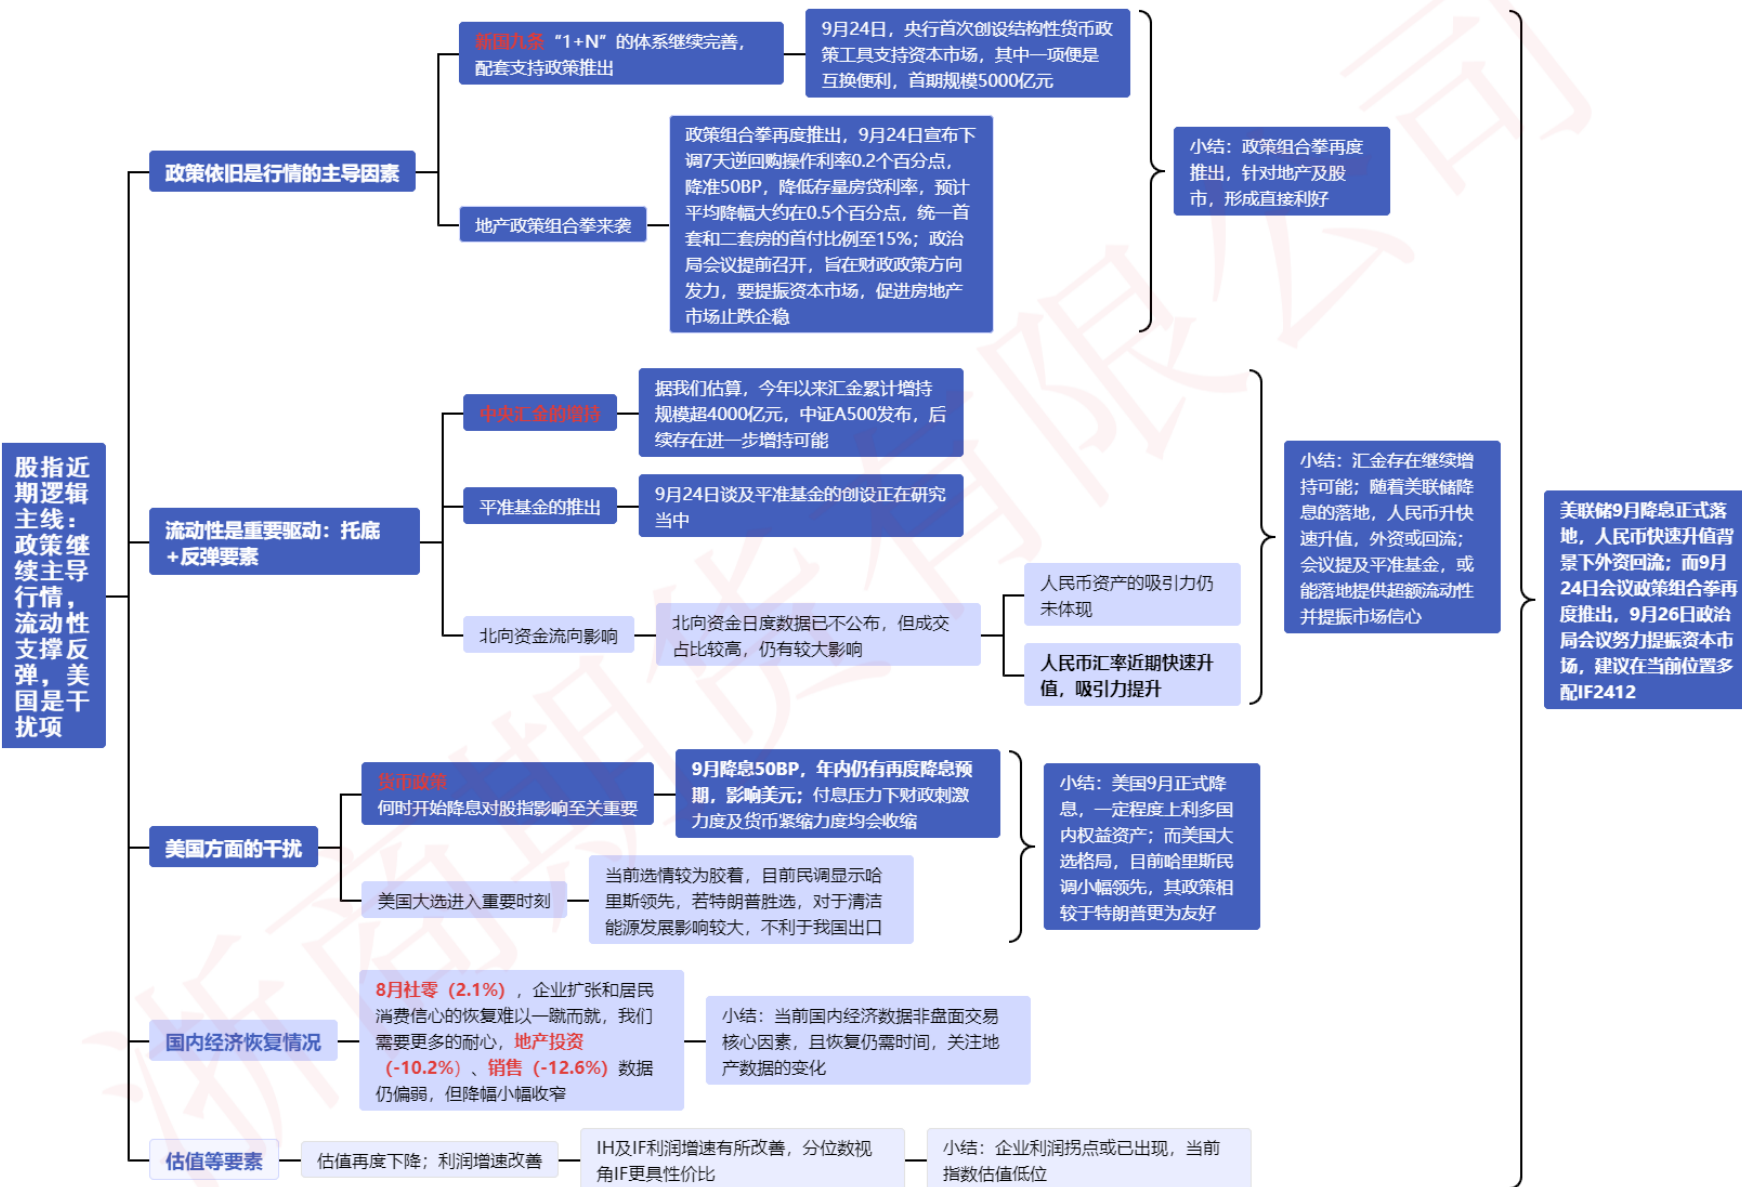 股指近
期逻辑
主线：
政策继
续主导
行情，
流动性
支撑反
弹，美
国是干
扰项
政策依旧是行情的主导因素
新国九条“1+N”的体系继续完善，
配套支持政策推出
9月24日，央行首次创设结构性货币政
策工具支持资本市场，其中一项便是
互换便利，首期规模5000亿元
地产政策组合拳来袭
政策组合拳再度推出，9月24日宣布下
调7天逆回购操作利率0.2个百分点，
降准50BP，降低存量房贷利率，预计
平均降幅大约在0.5个百分点，统一首
套和二套房的首付比例至15%；政治
局会议提前召开，旨在财政政策方向
发力，要提振资本市场，促进房地产
市场止跌企稳
小结：政策组合拳再度
推出，针对地产及股
市，形成直接利好
流动性是重要驱动：托底
+反弹要素
中央汇金的增持
据我们估算，今年以来汇金累计增持
规模超4000亿元，中证A500发布，后
续存在进一步增持可能
平准基金的推出
9月24日谈及平准基金的创设正在研究
当中
北向资金流向影响
北向资金日度数据已不公布，但成交
占比较高，仍有较大影响
人民币资产的吸引力仍
未体现
人民币汇率近期快速升
值，吸引力提升
小结：汇金存在继续增
持可能；随着美联储降
息的落地，人民币升快
速升值，外资或回流；
会议提及平准基金，或
能落地提供超额流动性
并提振市场信心
美国方面的干扰
货币政策
何时开始降息对股指影响至关重要
9月降息50BP，年内仍有再度降息预
期，影响美元；付息压力下财政刺激
力度及货币紧缩力度均会收缩
美国大选进入重要时刻
当前选情较为胶着，目前民调显示哈
里斯领先，若特朗普胜选，对于清洁
能源发展影响较大，不利于我国出口
小结：美国9月正式降
息，一定程度上利多国
内权益资产；而美国大
选格局，目前哈里斯民
调小幅领先，其政策相
较于特朗普更为友好
国内经济恢复情况
8月社零（2.1%），企业扩张和居民
消费信心的恢复难以一蹴而就，我们
需要更多的耐心，地产投资
（-10.2%）、销售（-12.6%）数据
仍偏弱，但降幅小幅收窄
小结：当前国内经济数据非盘面交易
核心因素，且恢复仍需时间，关注地
产数据的变化
估值等要素
估值再度下降；利润增速改善
IH及IF利润增速有所改善，分位数视
角IF更具性价比
小结：企业利润拐点或已出现，当前
指数估值低位
美联储9月降息正式落
地，人民币快速升值背
景下外资回流；而9月
24日会议政策组合拳再
度推出，9月26日政治
局会议努力提振资本市
场，建议在当前位置多
配IF2412
浙商期货有限公司